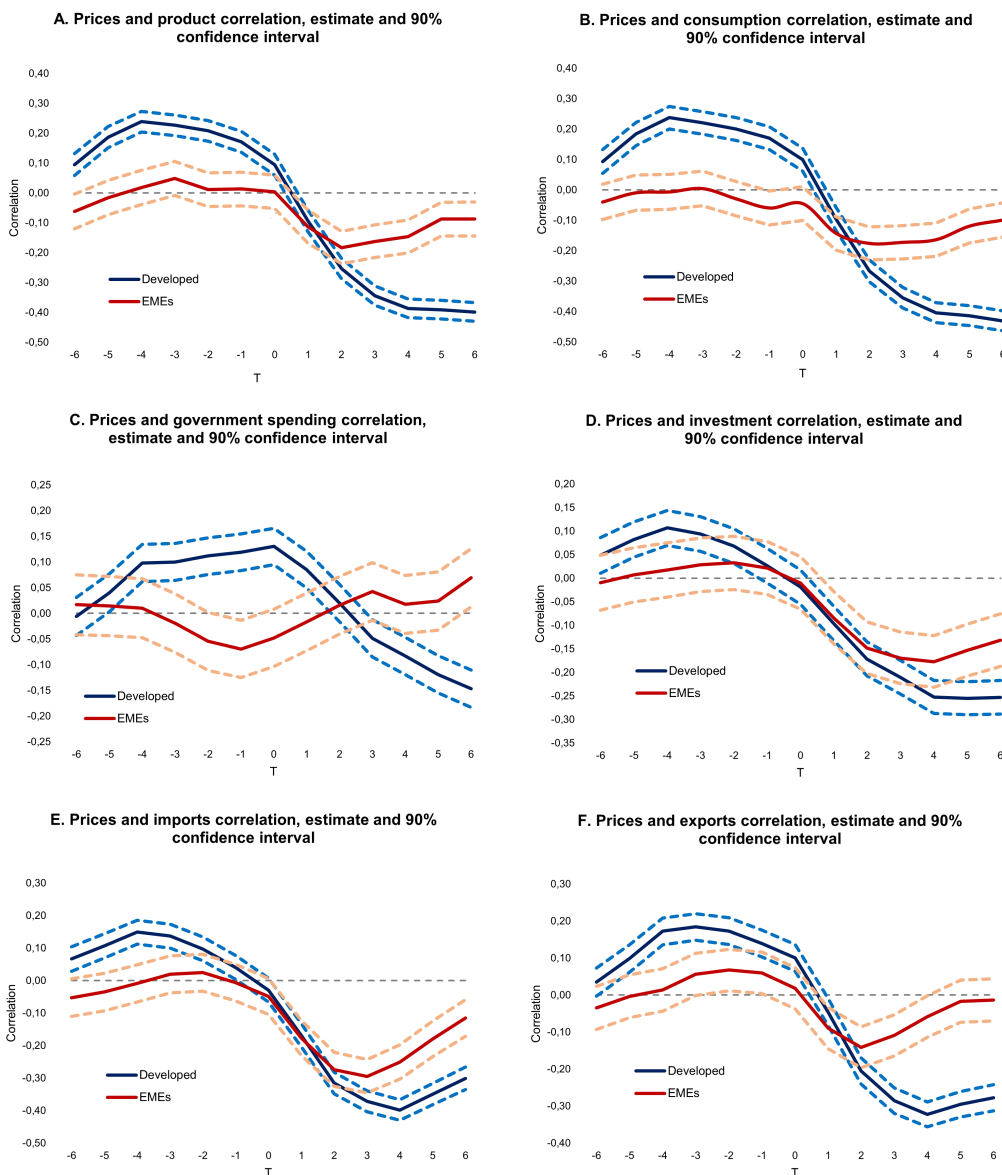 A. Prices and product correlation, estimate and 90%
confidence interval
0,40
0,30
0,20
0,10
0,00
-0,10
-0,20
-0,30
-0,40
-0,50
Correlation
Developed
EMEs
-6 -5 -4 -3 -2 -1 0 1 2 3 4 5 6
T
B. Prices and consumption correlation, estimate and
90% confidence interval
0,40
0,30
0,20
0,10
0,00
-0,10
-0,20
-0,30
-0,40
-0,50
Correlation
Developed
EMEs
-6 -5 -4 -3 -2 -1 0 1 2 3 4 5 6
T
C. Prices and government spending correlation,
estimate and 90% confidence interval
0,25
0,20
0,15
0,10
0,05
0,00
-0,05
-0,10
-0,15
-0,20
-0,25
Correlation
Developed
EMEs
-6 -5 -4 -3 -2 -1 0 1 2 3 4 5 6
T
D. Prices and investment correlation, estimate and
90% confidence interval
0,20
0,15
0,10
0,05
0,00
-0,05
-0,10
-0,15
-0,20
-0,25
-0,30
-0,35
Correlation
Developed
EMEs
-6 -5 -4 -3 -2 -1 0 1 2 3 4 5 6
T
E. Prices and imports correlation, estimate and 90%
confidence interval
0,30
0,20
0,10
0,00
-0,10
-0,20
-0,30
-0,40
-0,50
Correlation
Developed
EMEs
-6 -5 -4 -3 -2 -1 0 1 2 3 4 5 6
T
F. Prices and exports correlation, estimate and 90%
confidence interval
0,30
0,20
0,10
0,00
-0,10
-0,20
-0,30
-0,40
Correlation
Developed
EMEs
-6 -5 -4 -3 -2 -1 0 1 2 3 4 5 6
T